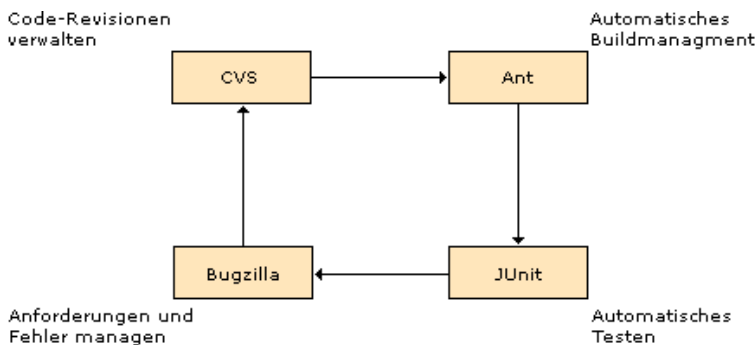 Code-Revisionen
verwalten
Automatisches
Buildmanagment
CVS
Ant
Bugzilla
JUnit
Anforderungen und
Fehler managen
Automatisches
Testen